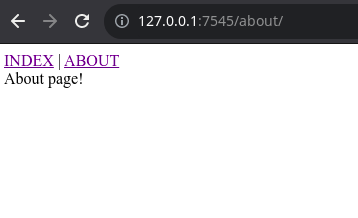 127.0.0.1:7545/about/
INDEX | ABOUT
About page!